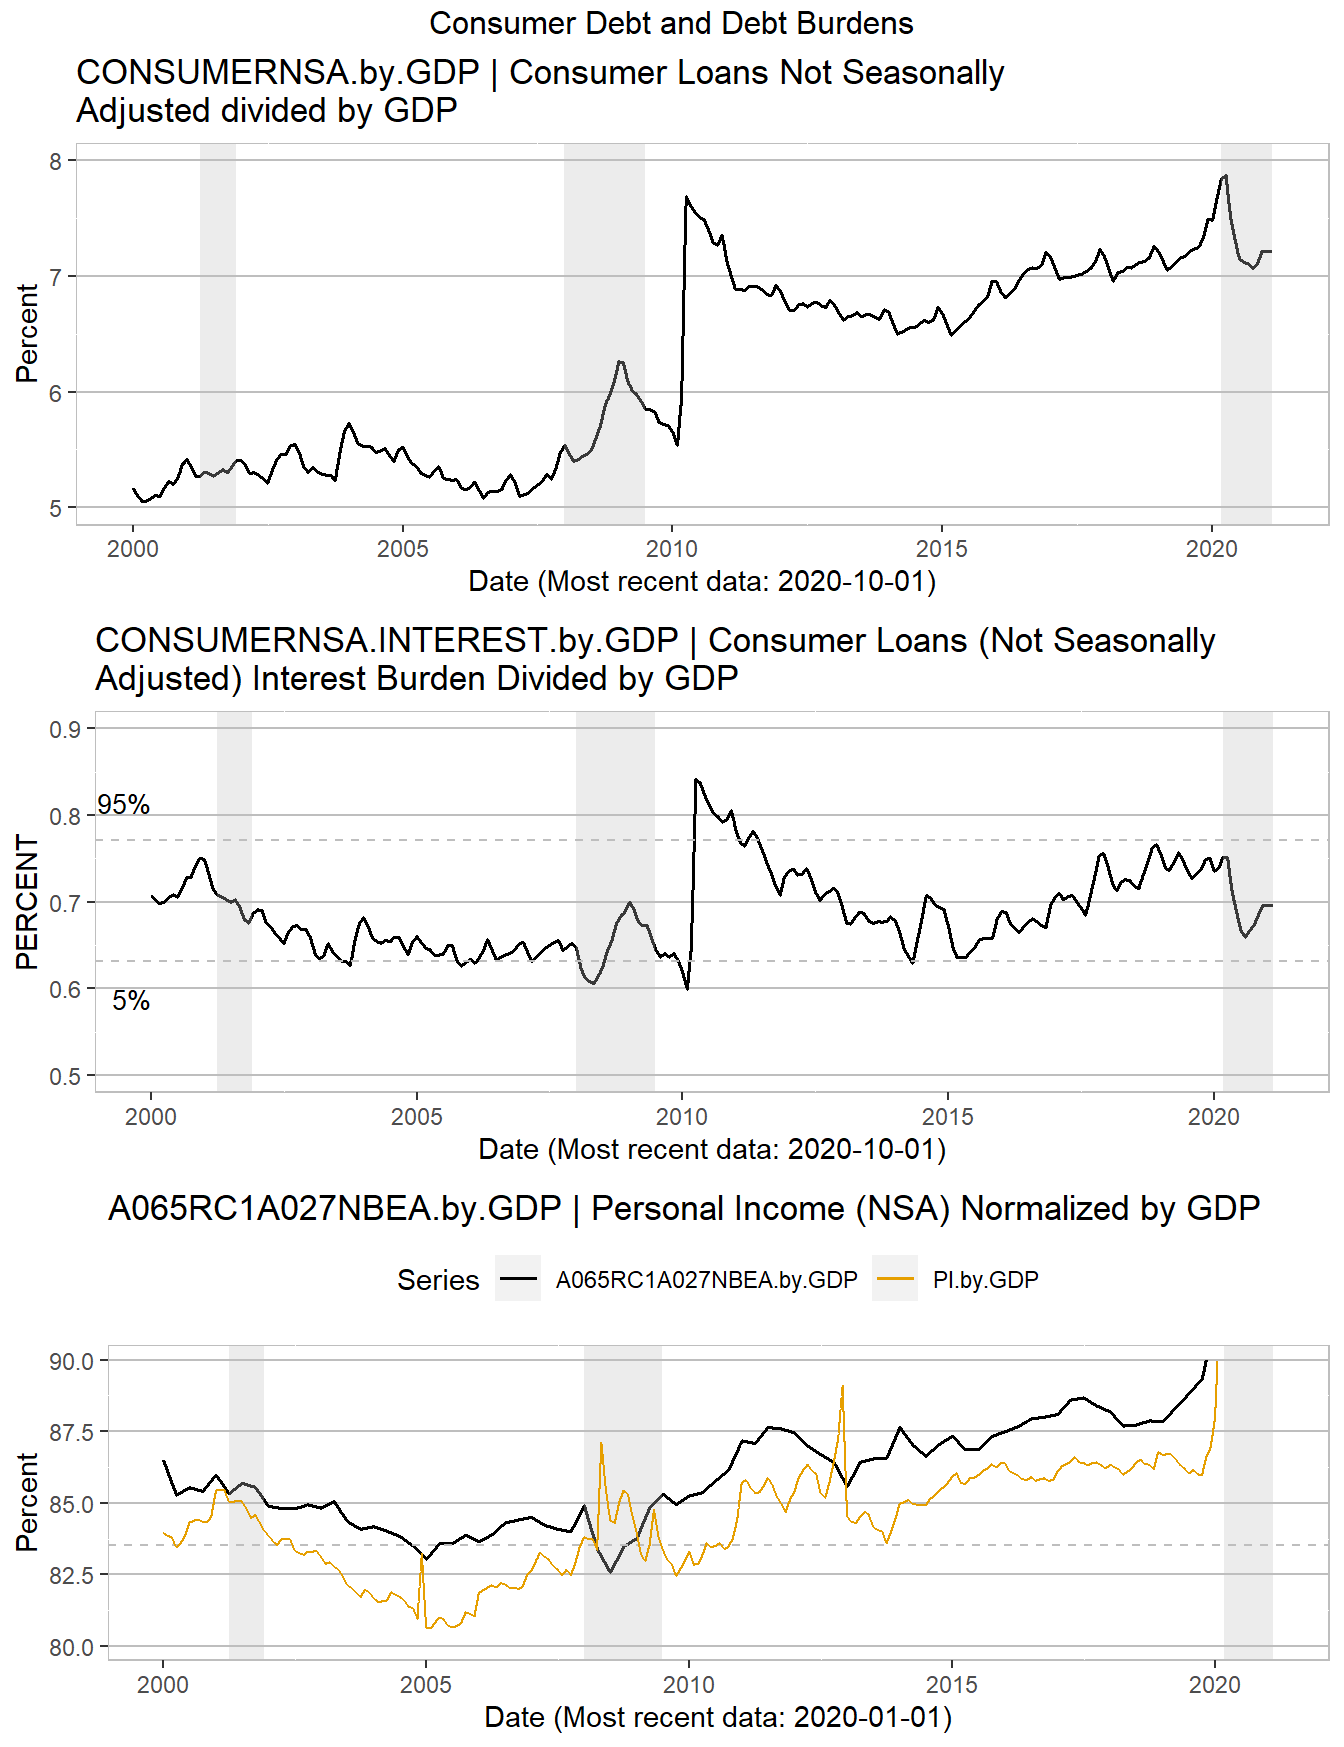 Consumer Debt and Debt Burdens
CONSUMERNSA.by.GDP | Consumer Loans Not Seasonally
Adjusted divided by GDP
8
7
6
5
Percent
2000 2005 2010 2015 2020
Date (Most recent data: 2020-10-01)
CONSUMERNSA.INTEREST.by.GDP | Consumer Loans (Not Seasonally
Adjusted) Interest Burden Divided by GDP
0.9
0.8
0.7
0.6
0.5
PERCENT
95%
5%
2000 2005 2010 2015 2020
Date (Most recent data: 2020-10-01)
A065RC1A027NBEA.by.GDP | Personal Income (NSA) Normalized by GDP
Series A065RC1A027NBEA.by.GDP PI.by.GDP
90.0
87.5
85.0
82.5
80.0
Percent
2000 2005 2010 2015 2020
Date (Most recent data: 2020-01-01)